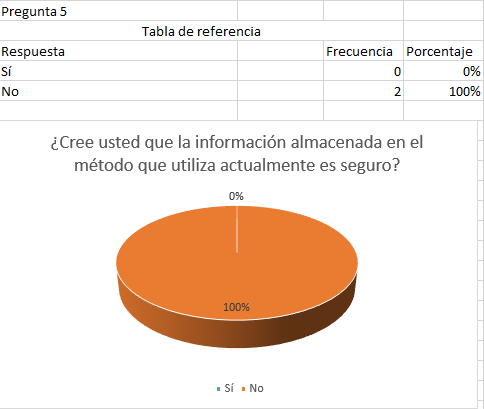 Pregunta 5
Tabla de referencia
Respuesta Frecuencia Porcentaje
Sí 0 0%
No 2 100%
¿Cree usted que la información almacenada en el
método que utiliza actualmente es seguro?
0%
100%
Sí No